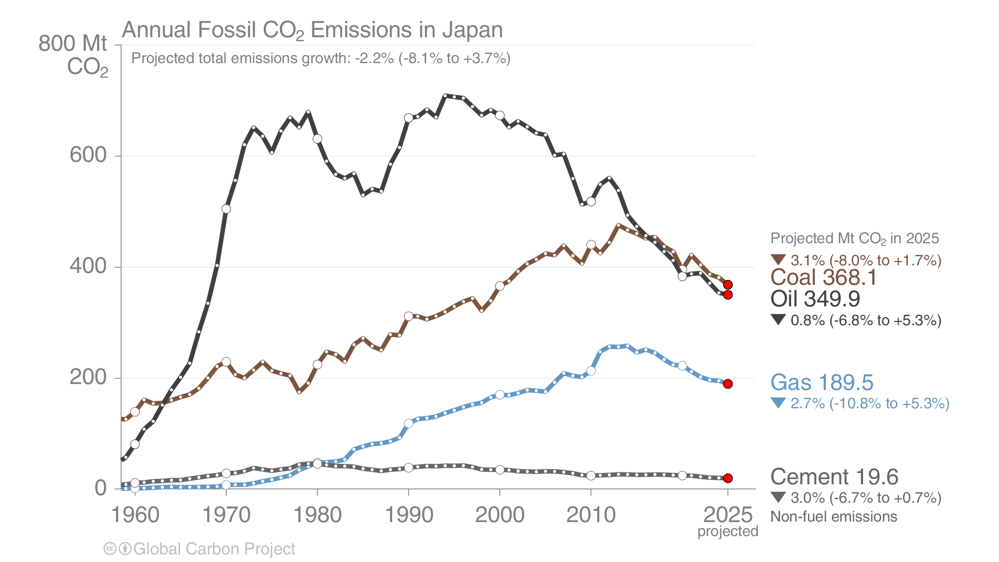 Annual Fossil CO₂ Emissions in Japan
800 Mt
CO₂
Projected total emissions growth: -2.2% (-8.1% to +3.7%)
600
400
200
0
Projected Mt CO₂ in 2025
▼ 3.1% (-8.0% to +1.7%)
Coal 368.1
Oil 349.9
▼ 0.8% (-6.8% to +5.3%)
Gas 189.5
▼ 2.7% (-10.8% to +5.3%)
Cement 19.6
▼ 3.0% (-6.7% to +0.7%)
Non-fuel emissions
1960 1970 1980 1990 2000 2010 2025
projected
cc Global Carbon Project